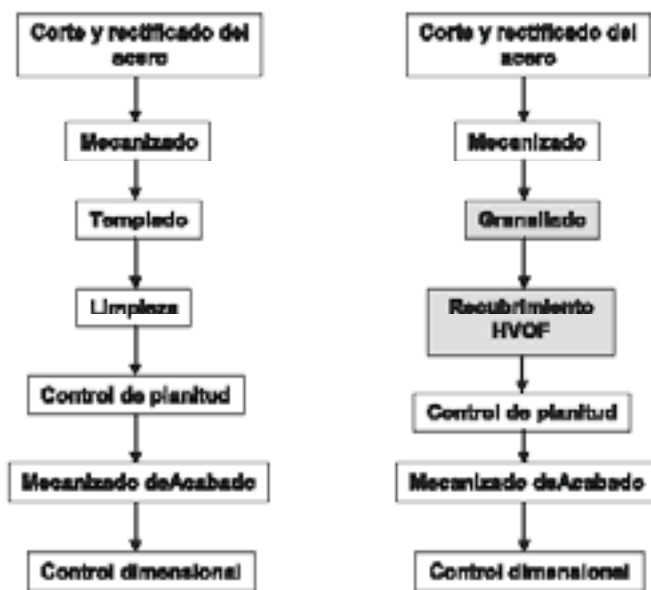 Corte y rectificado del
acero
Mecanizado
Templado
Limpieza
Control de planitud
Mecanizado deAcabado
Control dimensional
Corte y rectificado del
acero
Mecanizado
Granallado
Recubrimiento
HVOF
Control de planitud
Mecanizado deAcabado
Control dimensional